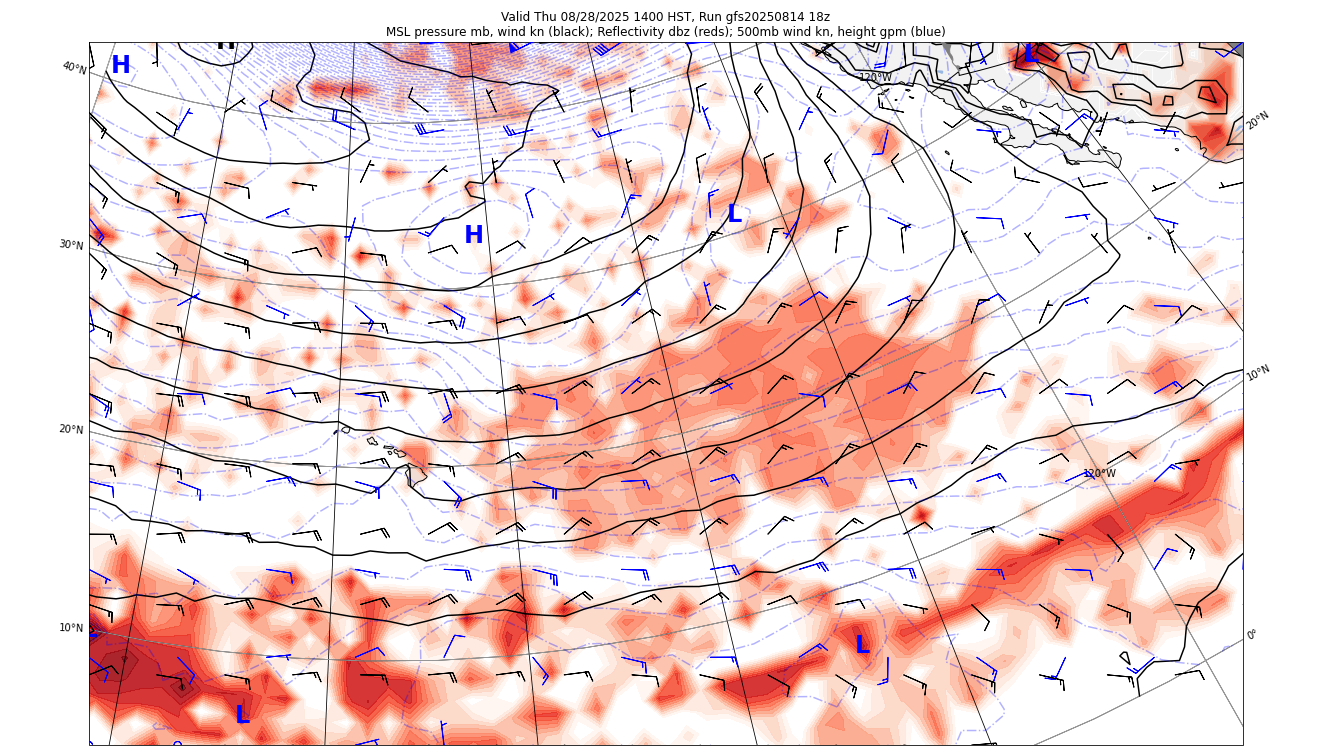 Valid Thu 08/28/2025 1400 HST, Run gfs20250814 18z
MSL pressure mb, wind kn (black); Reflectivity dbz (reds); 500mb wind kn, height gpm (blue)
H
L
40°N
H
120°W
20°N
L
30°N
H
10°N
20°N
120°W
10°N
0°
L
L